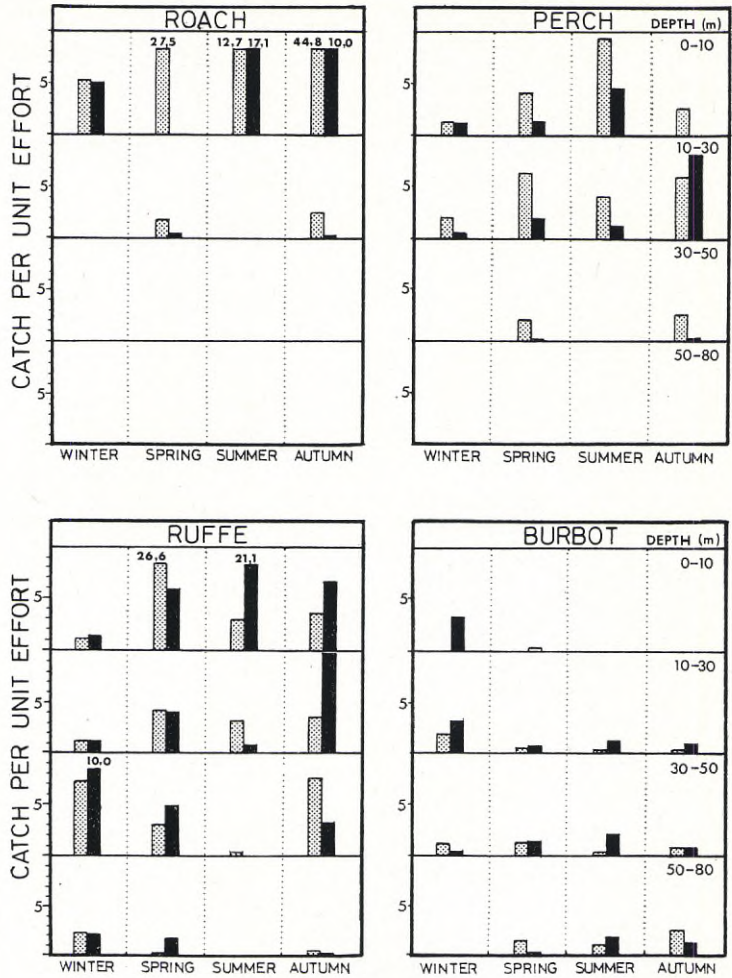 ROACH
27,5 12,7 17,1 44,8 10,0
5
5
5
5
CATCH PER UNIT EFFORT
WINTER SPRING SUMMER AUTUMN
PERCH DEPTH (m)
0-10
5
10-30
5
30-50
5
50-80
5
WINTER SPRING SUMMER AUTUMN
RUFFE
26,6 21,1
5
5
10,0
5
5
CATCH PER UNIT EFFORT
WINTER SPRING SUMMER AUTUMN
BURBOT DEPTH (m)
0-10
5
10-30
5
30-50
5
50-80
5
WINTER SPRING SUMMER AUTUMN